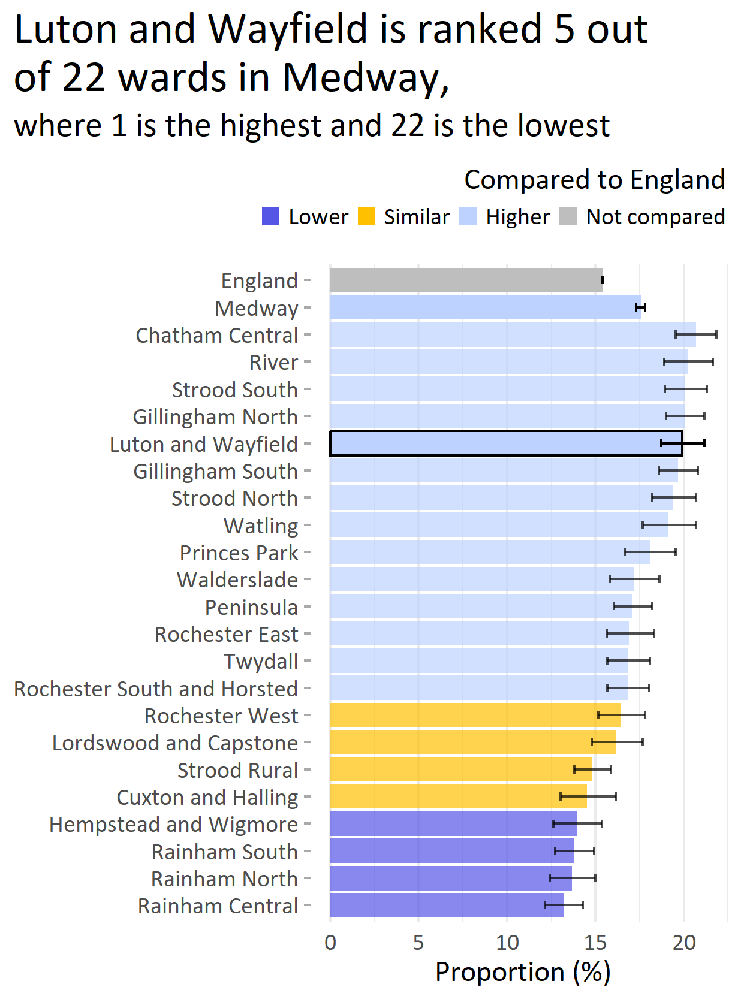 Luton and Wayfield is ranked 5 out
of 22 wards in Medway,
where 1 is the highest and 22 is the lowest
Compared to England
Lower Similar Higher Not compared
England
Medway
Chatham Central
River
Strood South
Gillingham North
Luton and Wayfield
Gillingham South
Strood North
Watling
Princes Park
Walderslade
Peninsula
Rochester East
Twydall
Rochester South and Horsted
Rochester West
Lordswood and Capstone
Strood Rural
Cuxton and Halling
Hempstead and Wigmore
Rainham South
Rainham North
Rainham Central
0 5 10 15 20
Proportion (%)